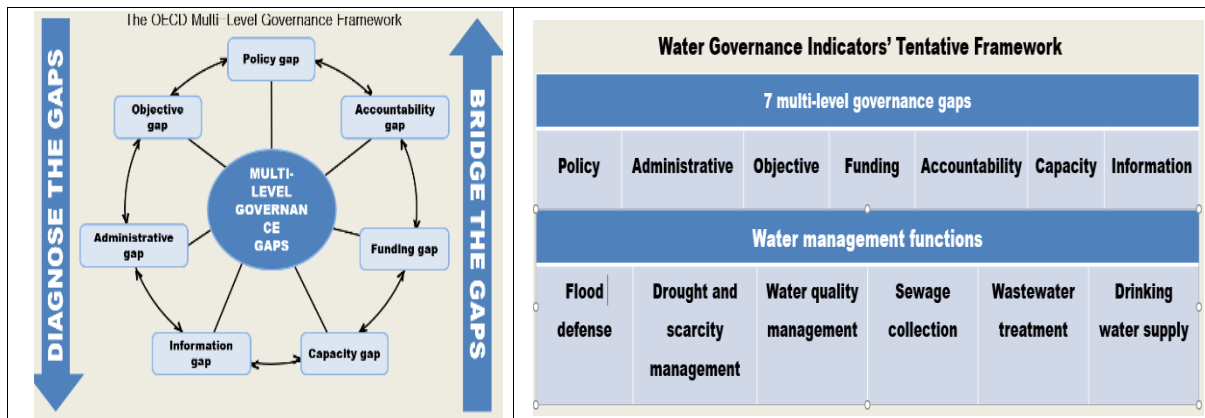 The OECD Multi-Level Governance Framework
DIAGNOSE THE GAPS
BRIDGE THE GAPS
Policy gap
Objective
gap
Accountability
gap
MULTI-
LEVEL
GOVERNAN
CE
GAPS
Administrative
gap
Funding gap
Information
gap
Capacity gap
Water Governance Indicators' Tentative Framework
7 multi-level governance gaps
Policy Administrative Objective Funding Accountability Capacity Information
Water management functions
Flood
defense
Drought and
scarcity
management
Water quality
management
Sewage
collection
Wastewater
treatment
Drinking
water supply